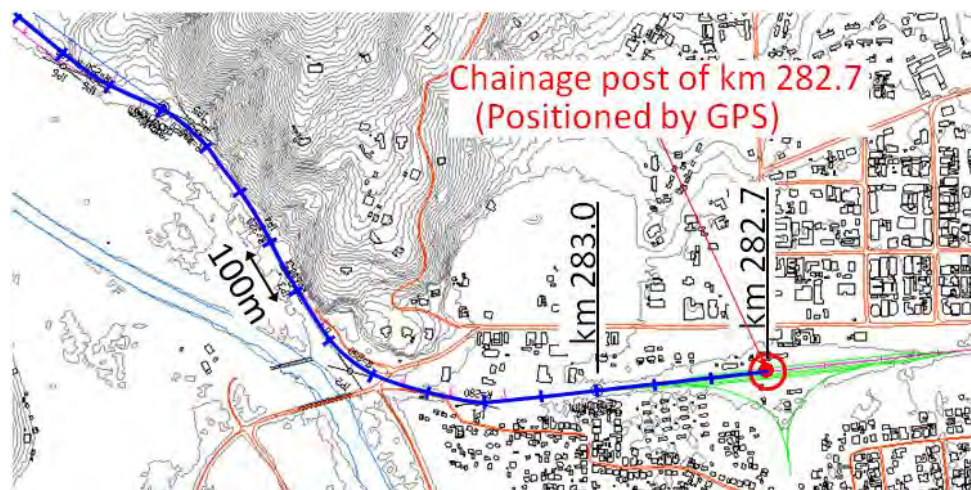 Chainage post of km 282.7
(Positioned by GPS)
km 283.0
km 282.7
100m